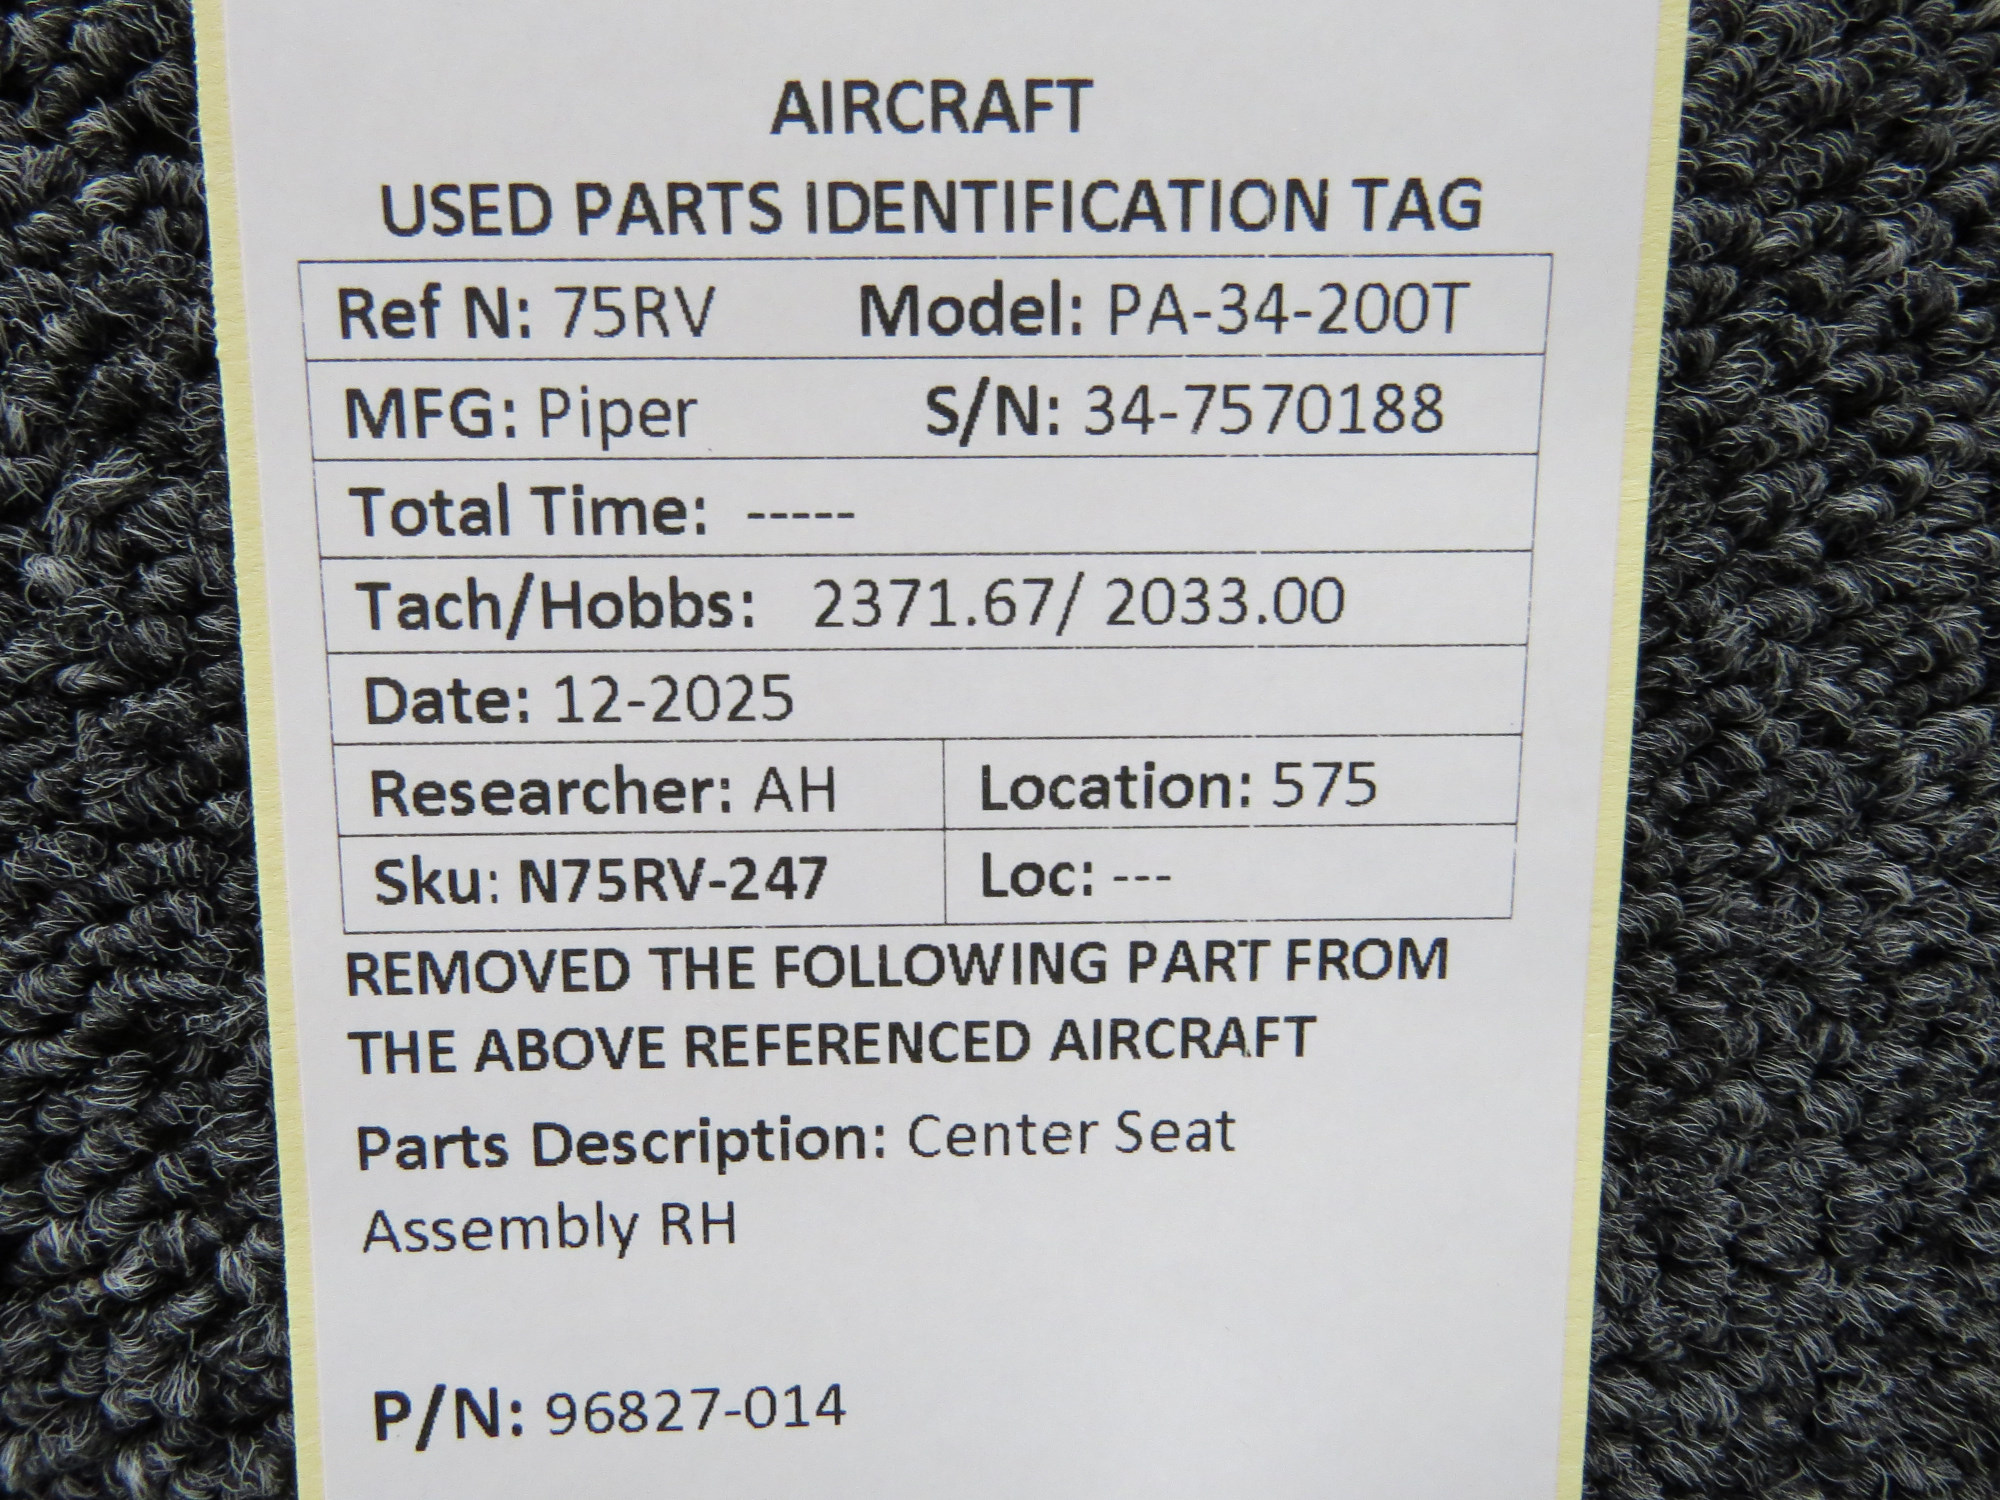 AIRCRAFT
USED PARTS IDENTIFICATION TAG
Ref N: 75RV Model: PA-34-200T
MFG: Piper S/N: 34-7570188
Total Time: -----
Tach/Hobbs: 2371.67/ 2033.00
Date: 12-2025
Researcher: AH Location: 575
Sku: N75RV-247 Loc: ---
REMOVED THE FOLLOWING PART FROM
THE ABOVE REFERENCED AIRCRAFT
Parts Description: Center Seat
Assembly RH
P/N: 96827-014